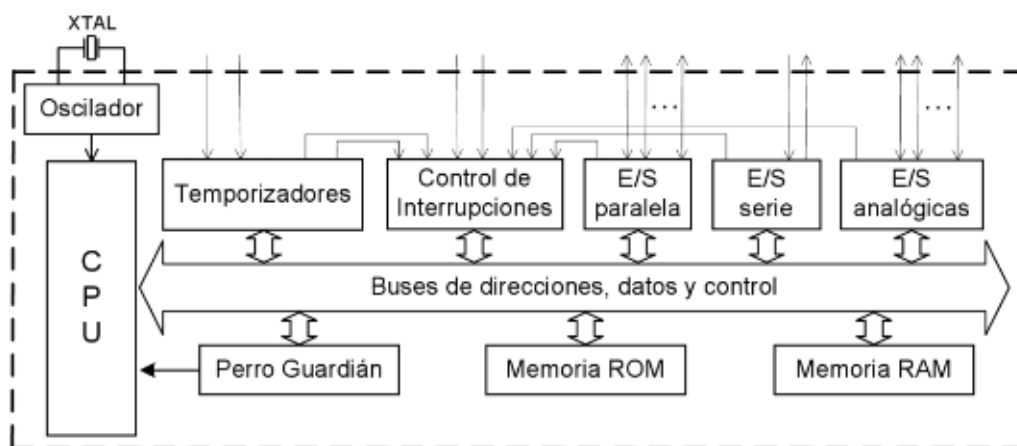 XTAL
Oscilador
Temporizadores
Control de
Interrupciones
E/S
paralela
E/S
serie
E/S
analógicas
...
...
C
P
U
Buses de direcciones, datos y control
Perro Guardián
Memoria ROM
Memoria RAM